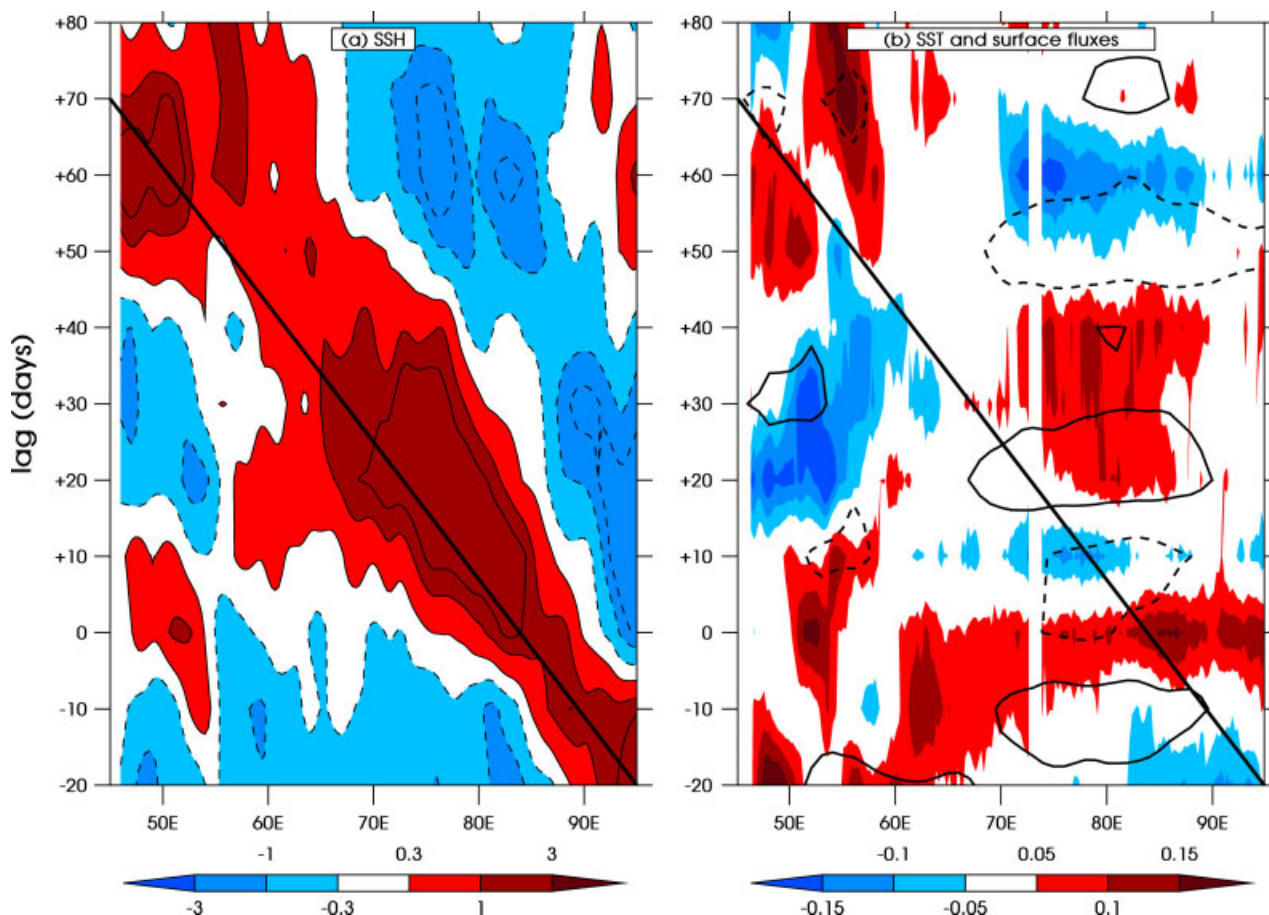 (a) SSH
(b) SST and surface fluxes
lag (days)
+80
+70
+60
+50
+40
+30
+20
+10
0
-10
-20
50E 60E 70E 80E 90E
-1 0.3 3
-3 -0.3 1
+80
+70
+60
+50
+40
+30
+20
+10
0
-10
-20
50E 60E 70E 80E 90E
-0.1 0.05 0.15
-0.15 -0.05 0.1